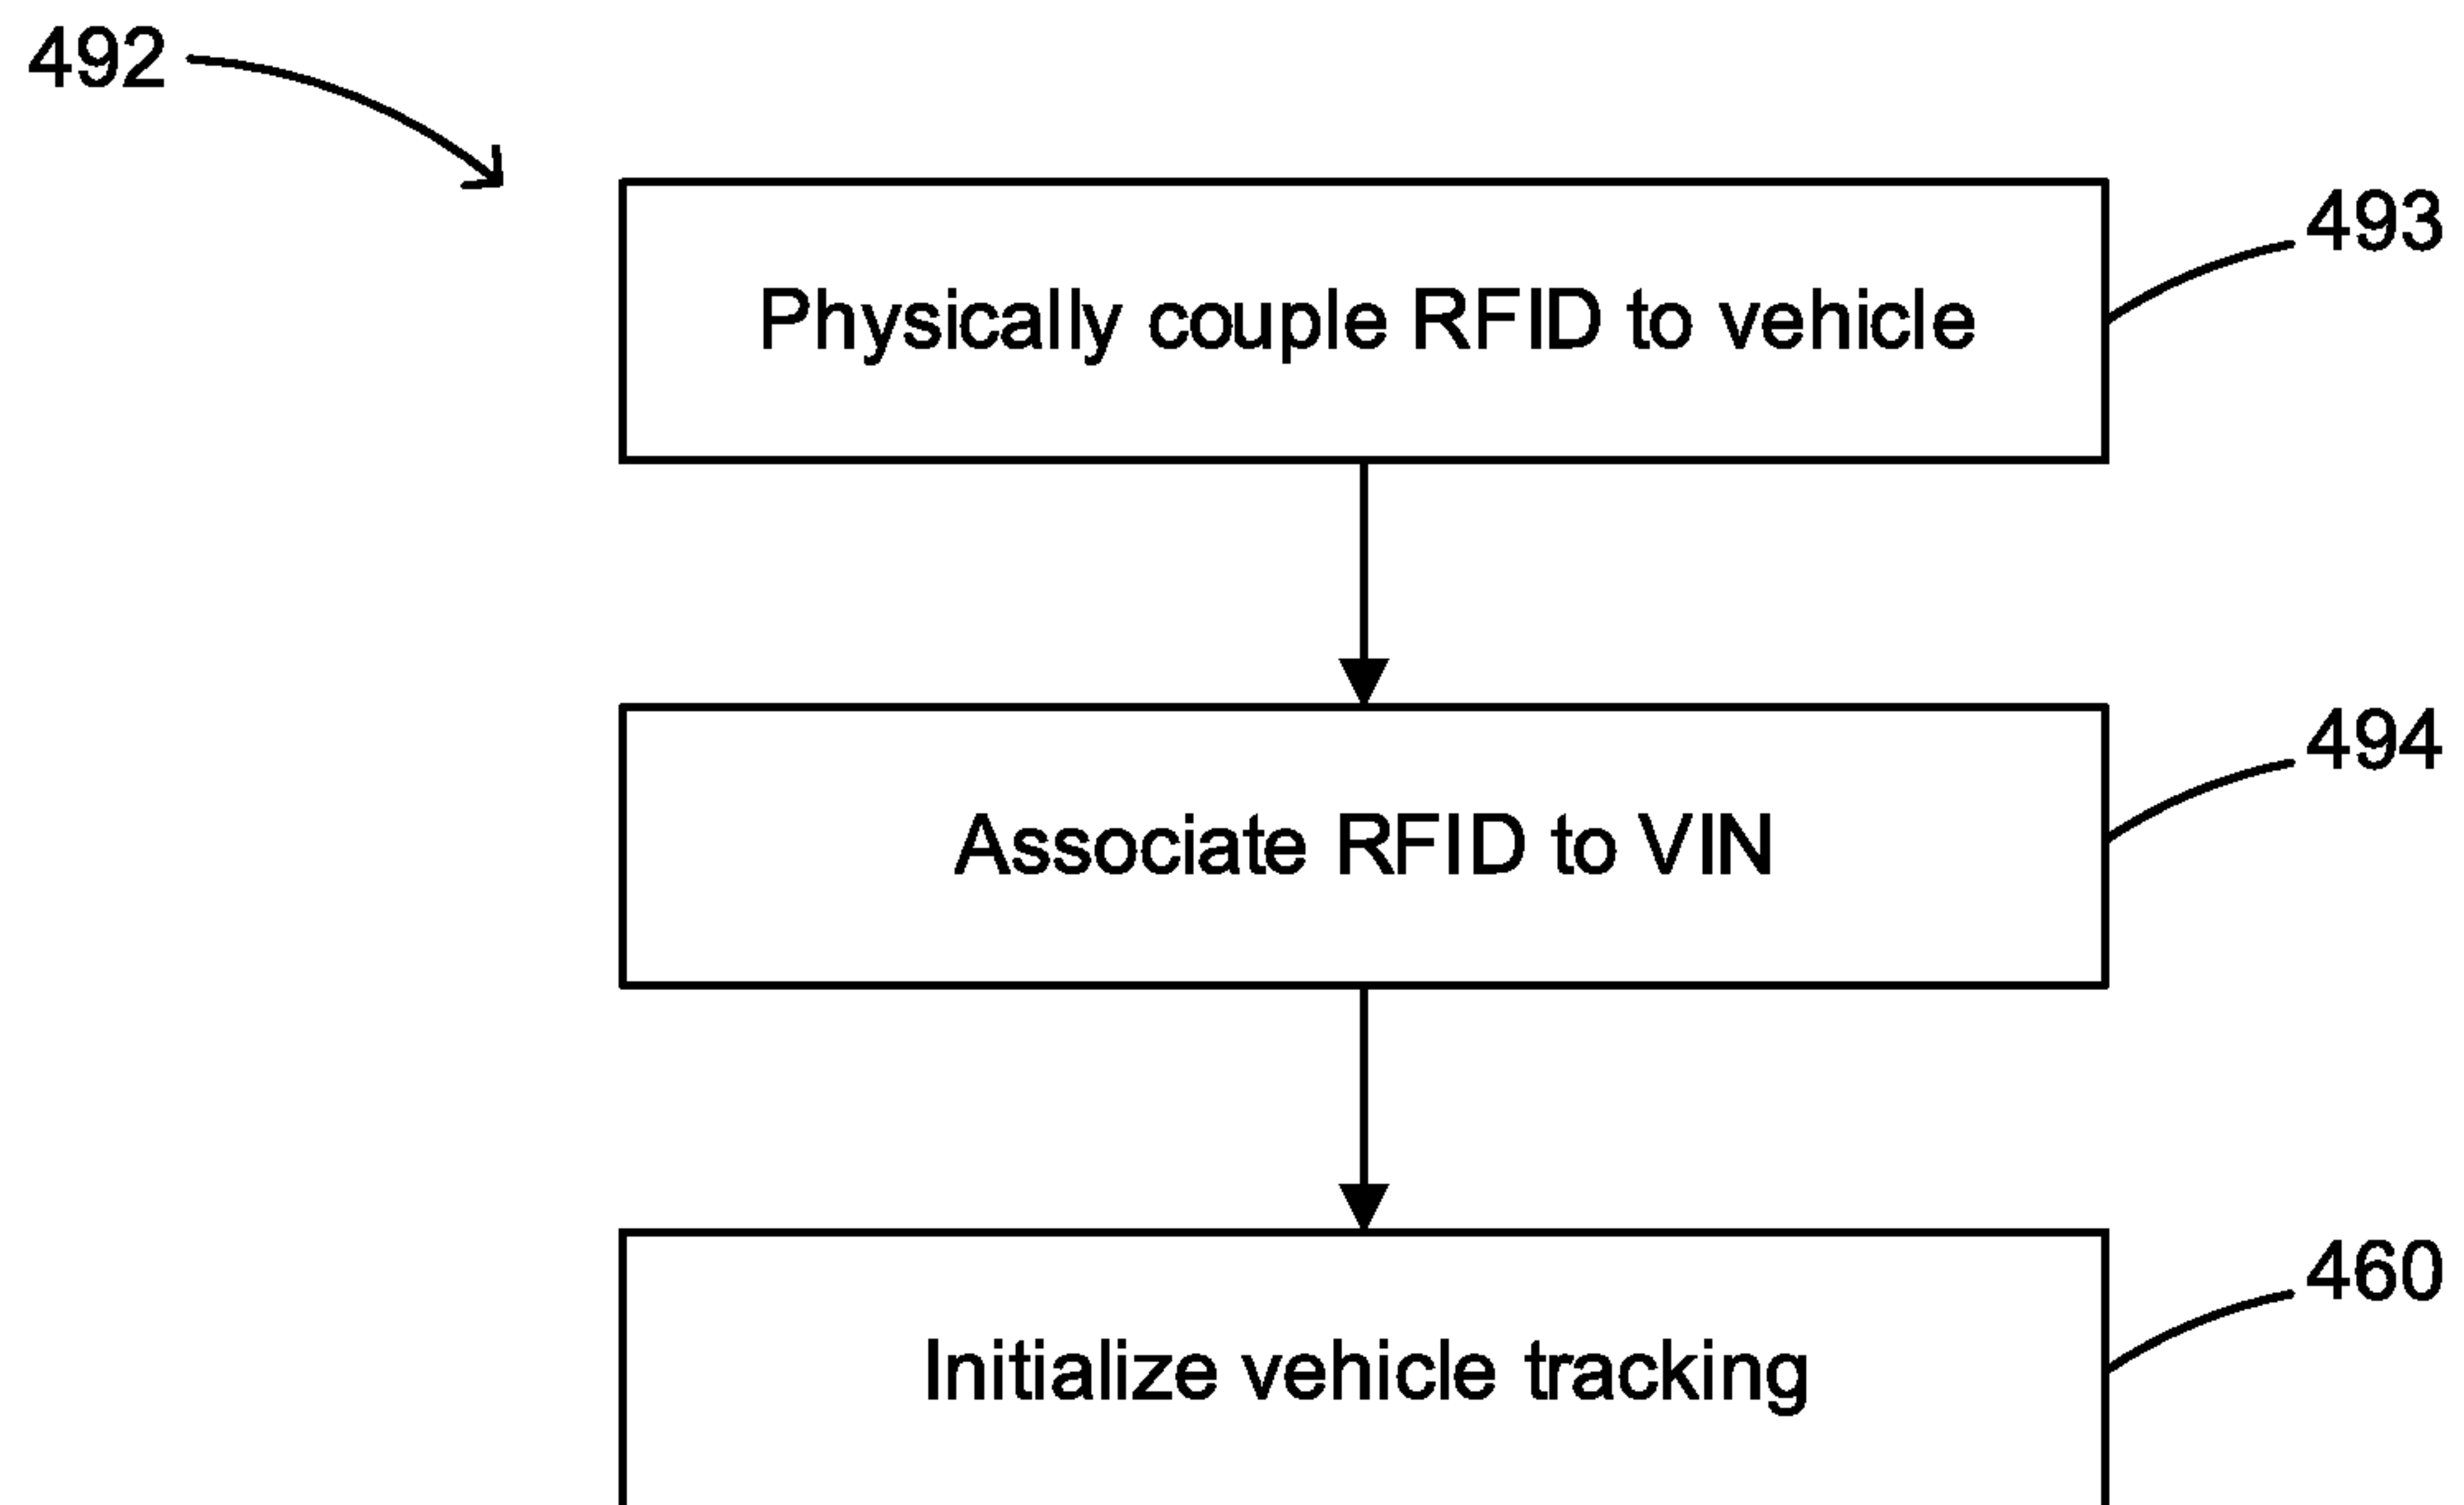 492
493
Physically couple RFID to vehicle
494
Associate RFID to VIN
460
Initialize vehicle tracking